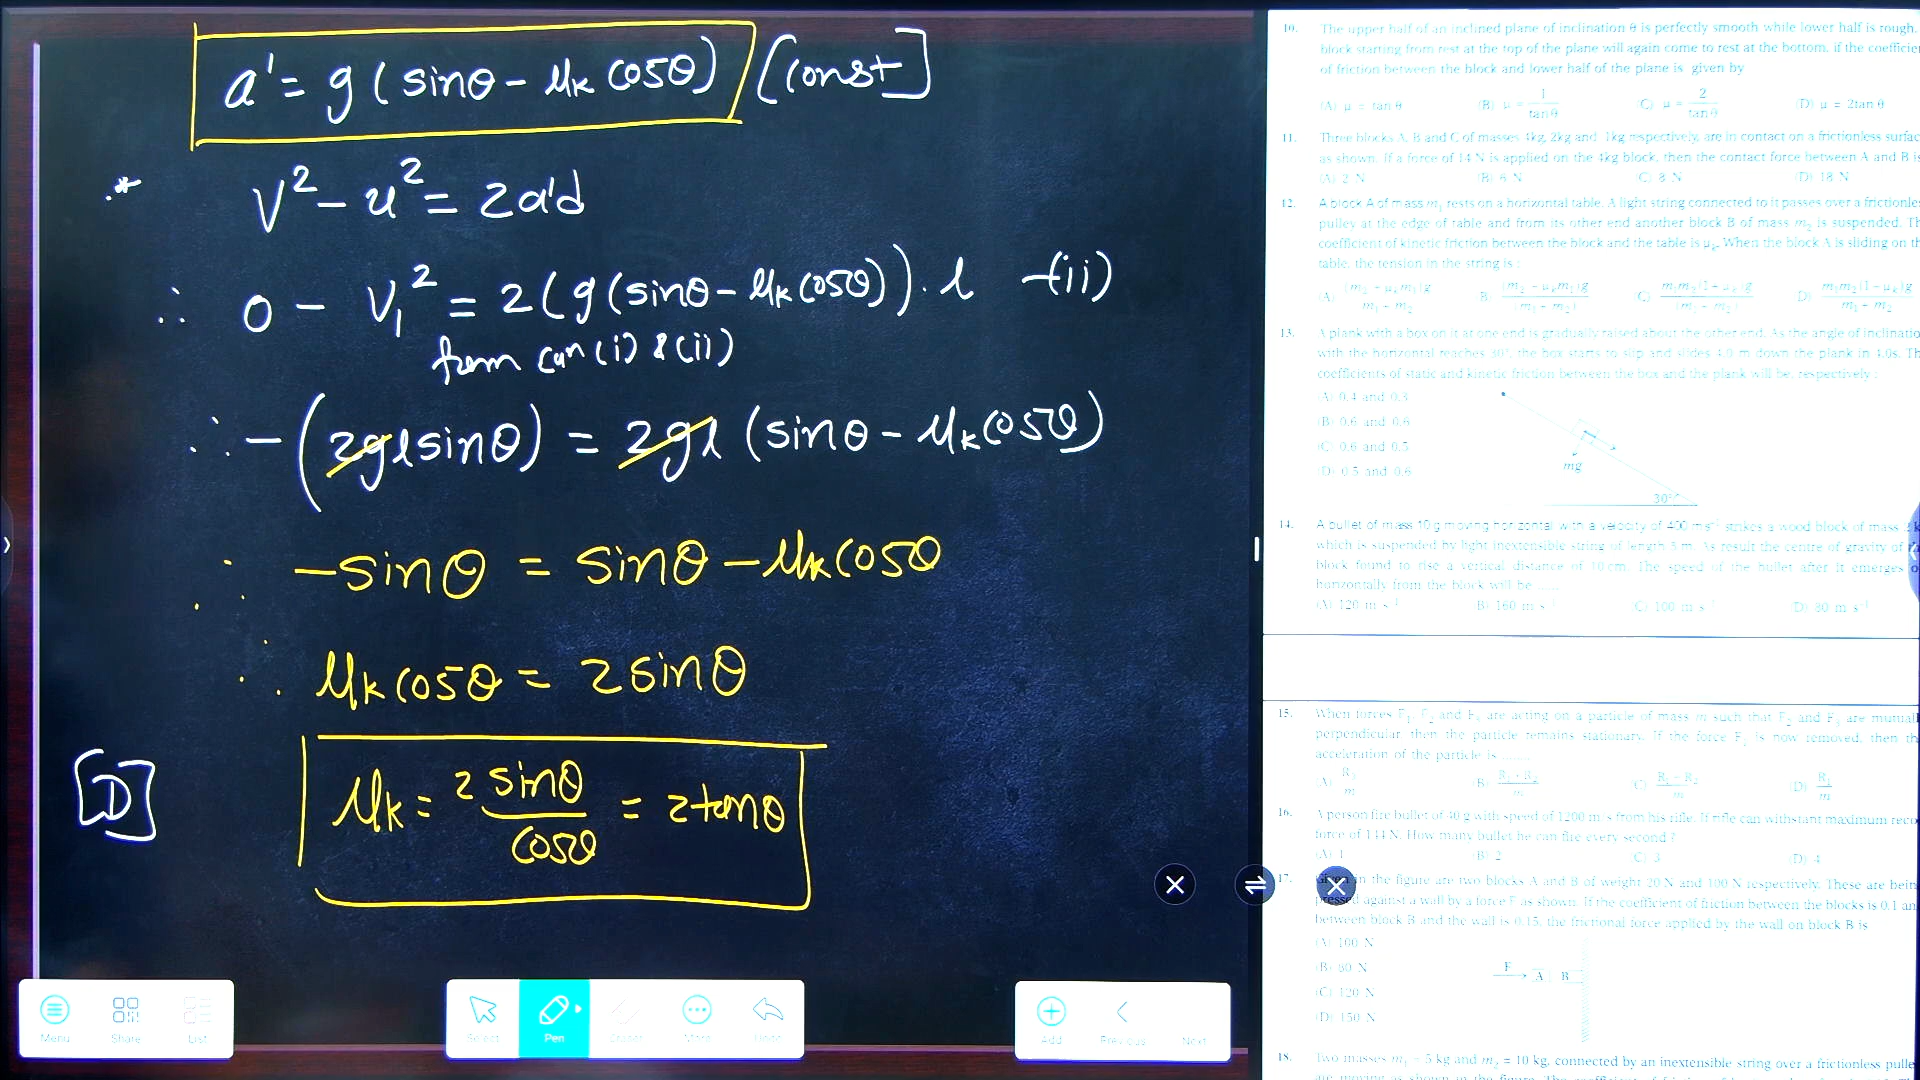 a' = g (sinθ - μk cosθ) [const]
v² - u² = 2a'd
∴ 0 - v₁² = 2(g(sinθ - μk cosθ)). l -(ii)
from eqn (i) & (ii)
∴ -(2glsinθ) = 2gl (sinθ - μk cosθ)
∴ -sinθ = sinθ - μk cosθ
∴ μk cosθ = 2 sinθ
[D] μk = 2 sinθ / cosθ = 2tanθ
Menu Share List
Select Pen Eraser More Undo
Add Previous Next
10. The upper half of an inclined plane of inclination θ is perfectly smooth while lower half is rough.
block starting from rest at the top of the plane will again come to rest at the bottom, if the
of friction between the block and lower half of the plane is given by
(A) μ = tan θ (B) μ = 1/tan θ (C) μ = 2/tan θ (D) μ = 2tan θ
11. Three blocks A, B and C of masses 4kg, 2kg and 1kg respectively, are in contact on a frictionless
as shown. If a force of 14 N is applied on the 4kg block, then the contact force between A and B
(A) 2 N (B) 6 N (C) 8 N (D) 18 N
12. A block A of mass m₁ rests on a horizontal table. A light string connected to it passes over a
pulley at the edge of table and from its other end another block B of mass m₂ is suspended.
coefficient of kinetic friction between the block and the table is μk. When the block A is sliding on
table, the tension in the string is :
13. A plank with a box on it at one end is gradually raised about the other end. As the angle of
with the horizontal reaches 30°, the box starts to slip and slides 4.0 m down the plank in 4.0s.
coefficients of static and kinetic friction between the box and the plank will be, respectively :
(A) 0.4 and 0.3
(B) 0.6 and 0.6
(C) 0.6 and 0.5
(D) 0.5 and 0.6
mg
30°
14. A bullet of mass 10 g moving horizontal with a velocity of 400 m s⁻¹ strikes a wood block of mass
which is suspended by light inextensible string of length 5 m. As result the centre of gravity of
block found to rise a vertical distance of 10 cm. The speed of the bullet after it emerges
horizontally from the block will be
(A) 120 m s⁻¹ (B) 160 m s⁻¹ (C) 100 m s⁻¹ (D) 80 m s⁻¹
15. When forces F₁, F₂ and F₃ are acting on a particle of mass m such that F₂ and F₃ are
perpendicular, then the particle remains stationary. If the force F₁ is now removed, then
acceleration of the particle is
16. A person fire bullet of 40 g with speed of 1200 m/s from his rifle. If rifle can withstant maximum
force of 144 N. How many bullet he can fire every second ?
(A) 1 (B) 2 (C) 3 (D) 4
17. Given in the figure are two blocks A and B of weight 20 N and 100 N respectively. These are
pressed against a wall by a force F as shown. If the coefficient of friction between the blocks is 0.1
between block B and the wall is 0.15, the frictional force applied by the wall on block B is
(A) 100 N
(B) 80 N
(C) 120 N
(D) 150 N
F A B
18. Two masses m₁ = 5 kg and m₂ = 10 kg, connected by an inextensible string over a frictionless